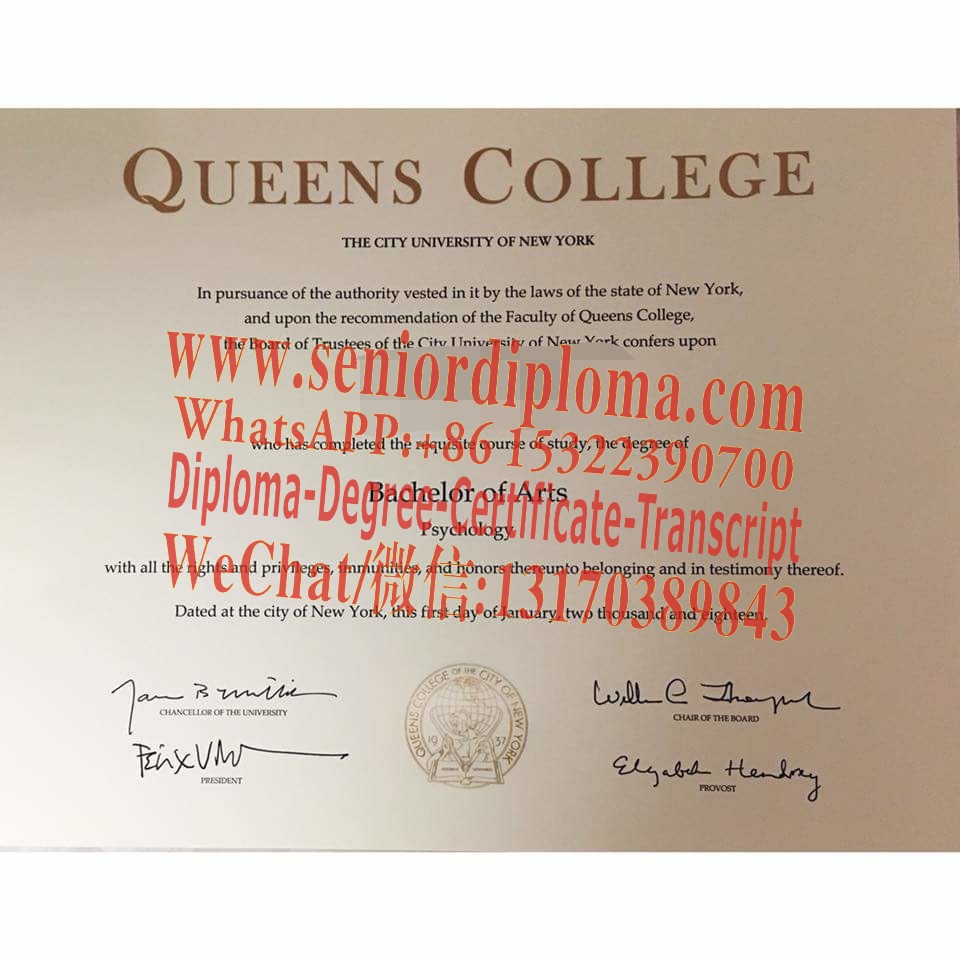 QUEENS COLLEGE
THE CITY UNIVERSITY OF NEW YORK
In pursuance of the authority vested in it by the laws of the state of New York,
and upon the recommendation of the Faculty of Queens College,
the Board of Trustees of the City University of New York confers upon
www.seniordiploma.com
WhatsAPP:+86 15322390700
who has completed the requisite course of study, the degree of
Bachelor of Arts
Diploma-Degree-Certificate-Transcript
Psychology
with all the rights and privileges, immunities, and honors thereunto belonging and in testimony thereof.
WeChat/微信:13170389843
Dated at the city of New York, this first day of January, two thousand and eighteen.
CHANCELLOR OF THE UNIVERSITY
CHAIR OF THE BOARD
QUEENS COLLEGE OF THE CITY OF NEW YORK
1937
PRESIDENT
PROVOST